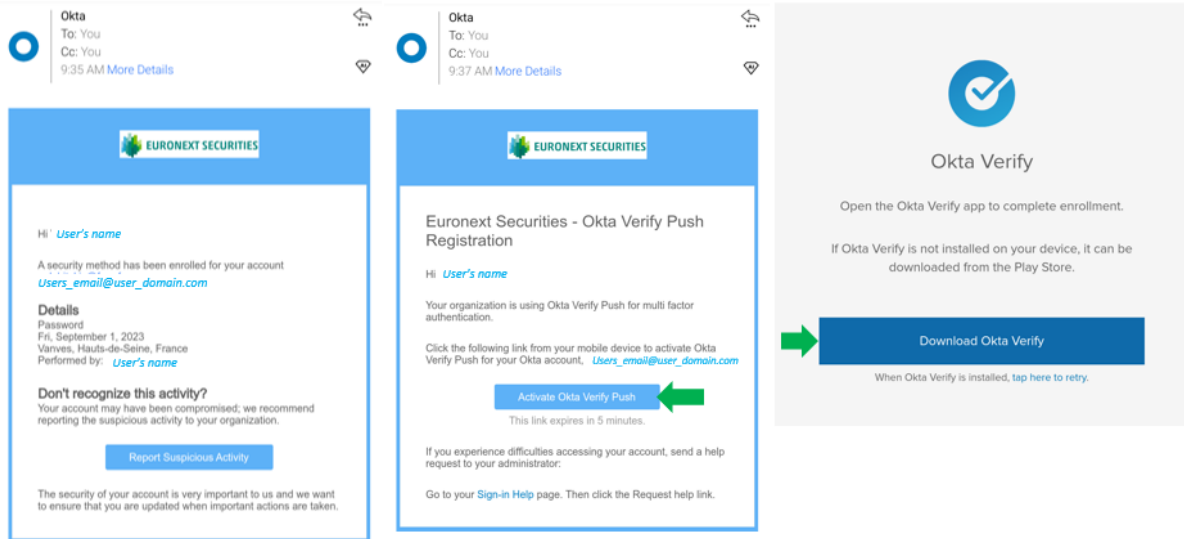 Okta
To: You
Cc: You
9:35 AM More Details
EURONEXT SECURITIES
Hi User's name
A security method has been enrolled for your account
Users_email@user_domain.com
Details
Password
Fri, September 1, 2023
Vanves, Hauts-de-Seine, France
Performed by: User's name
Don't recognize this activity?
Your account may have been compromised; we recommend
reporting the suspicious activity to your organization.
Report Suspicious Activity
The security of your account is very important to us and we want
to ensure that you are updated when important actions are taken.
Okta
To: You
Cc: You
9:37 AM More Details
EURONEXT SECURITIES
Euronext Securities - Okta Verify Push
Registration
Hi User's name
Your organization is using Okta Verify Push for multi factor
authentication.
Click the following link from your mobile device to activate Okta
Verify Push for your Okta account, Users_email@user_domain.com
Activate Okta Verify Push
This link expires in 5 minutes.
If you experience difficulties accessing your account, send a help
request to your administrator:
Go to your Sign-in Help page. Then click the Request help link.
Okta Verify
Open the Okta Verify app to complete enrollment.
If Okta Verify is not installed on your device, it can be
downloaded from the Play Store.
Download Okta Verify
When Okta Verify is installed, tap here to retry.